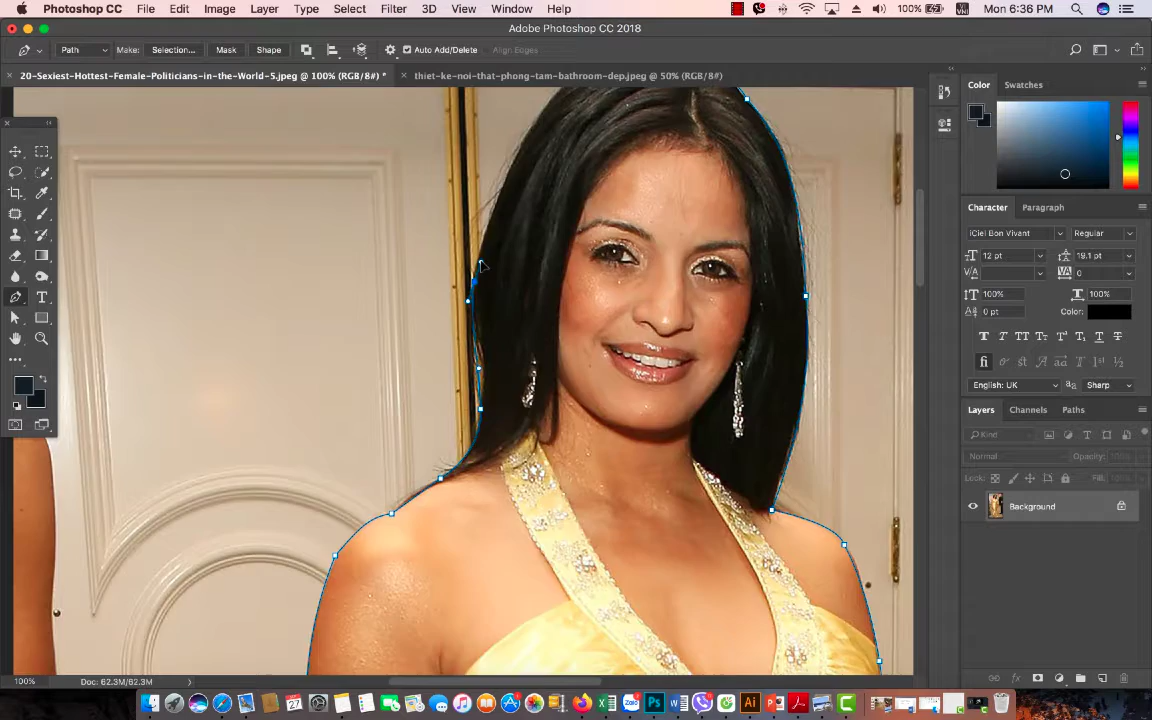 Photoshop CC File Edit Image Layer Type Select Filter 3D View Window Help 100% VNI Mon 6:36 PM
Adobe Photoshop CC 2018
Path Make: Selection... Mask Shape Auto Add/Delete Align Edges
20-Sexiest-Hottest-Female-Politicians-in-the-World-5.jpeg @ 100% (RGB/8#) * thiet-ke-noi-that-phong-tam-bathroom-dep.jpeg @ 50% (RGB/8#)
Color Swatches
Character Paragraph
iCiel Bon Vivant Regular
12 pt 19.1 pt
0
100% 100%
0 pt Color:
English: UK Sharp
Layers Channels Paths
Kind
Normal Opacity:
Lock: Fill:
Background
100% Doc: 62.3M/62.3M